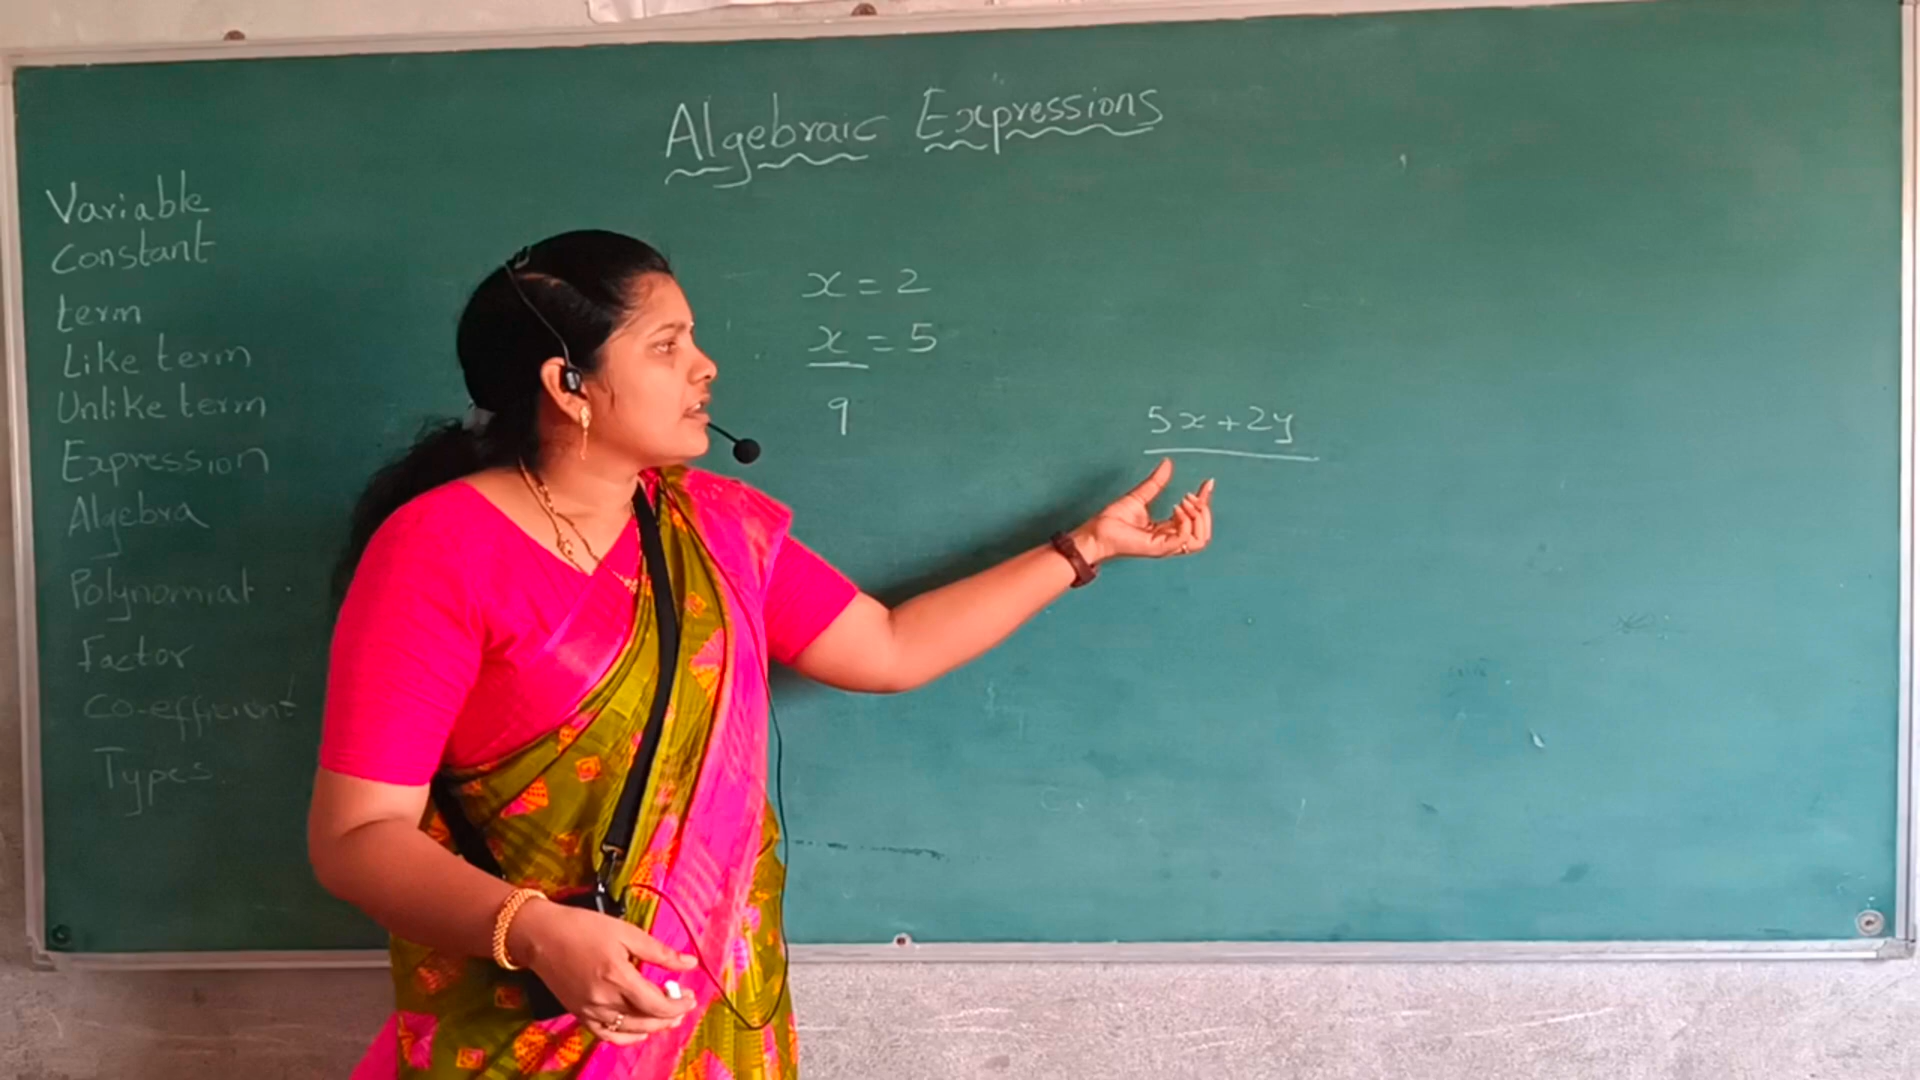 Algebraic Expressions
Variable
Constant
term
Like term
Unlike term
Expression
Algebra
Polynomial
Factor
Co-efficient
Types
x = 2
x = 5
9
5x+2y